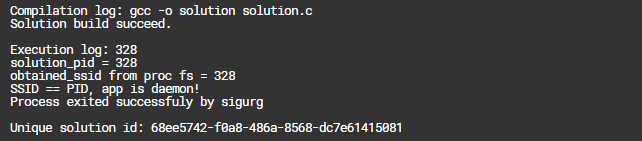 Compilation log: gcc -o solution solution.c
Solution build succeed.
Execution log: 328
solution_pid = 328
obtained_ssid from proc fs = 328
SSID == PID, app is daemon!
Process exited successfuly by sigurg
Unique solution id: 68ee5742-f0a8-486a-8568-dc7e61415081